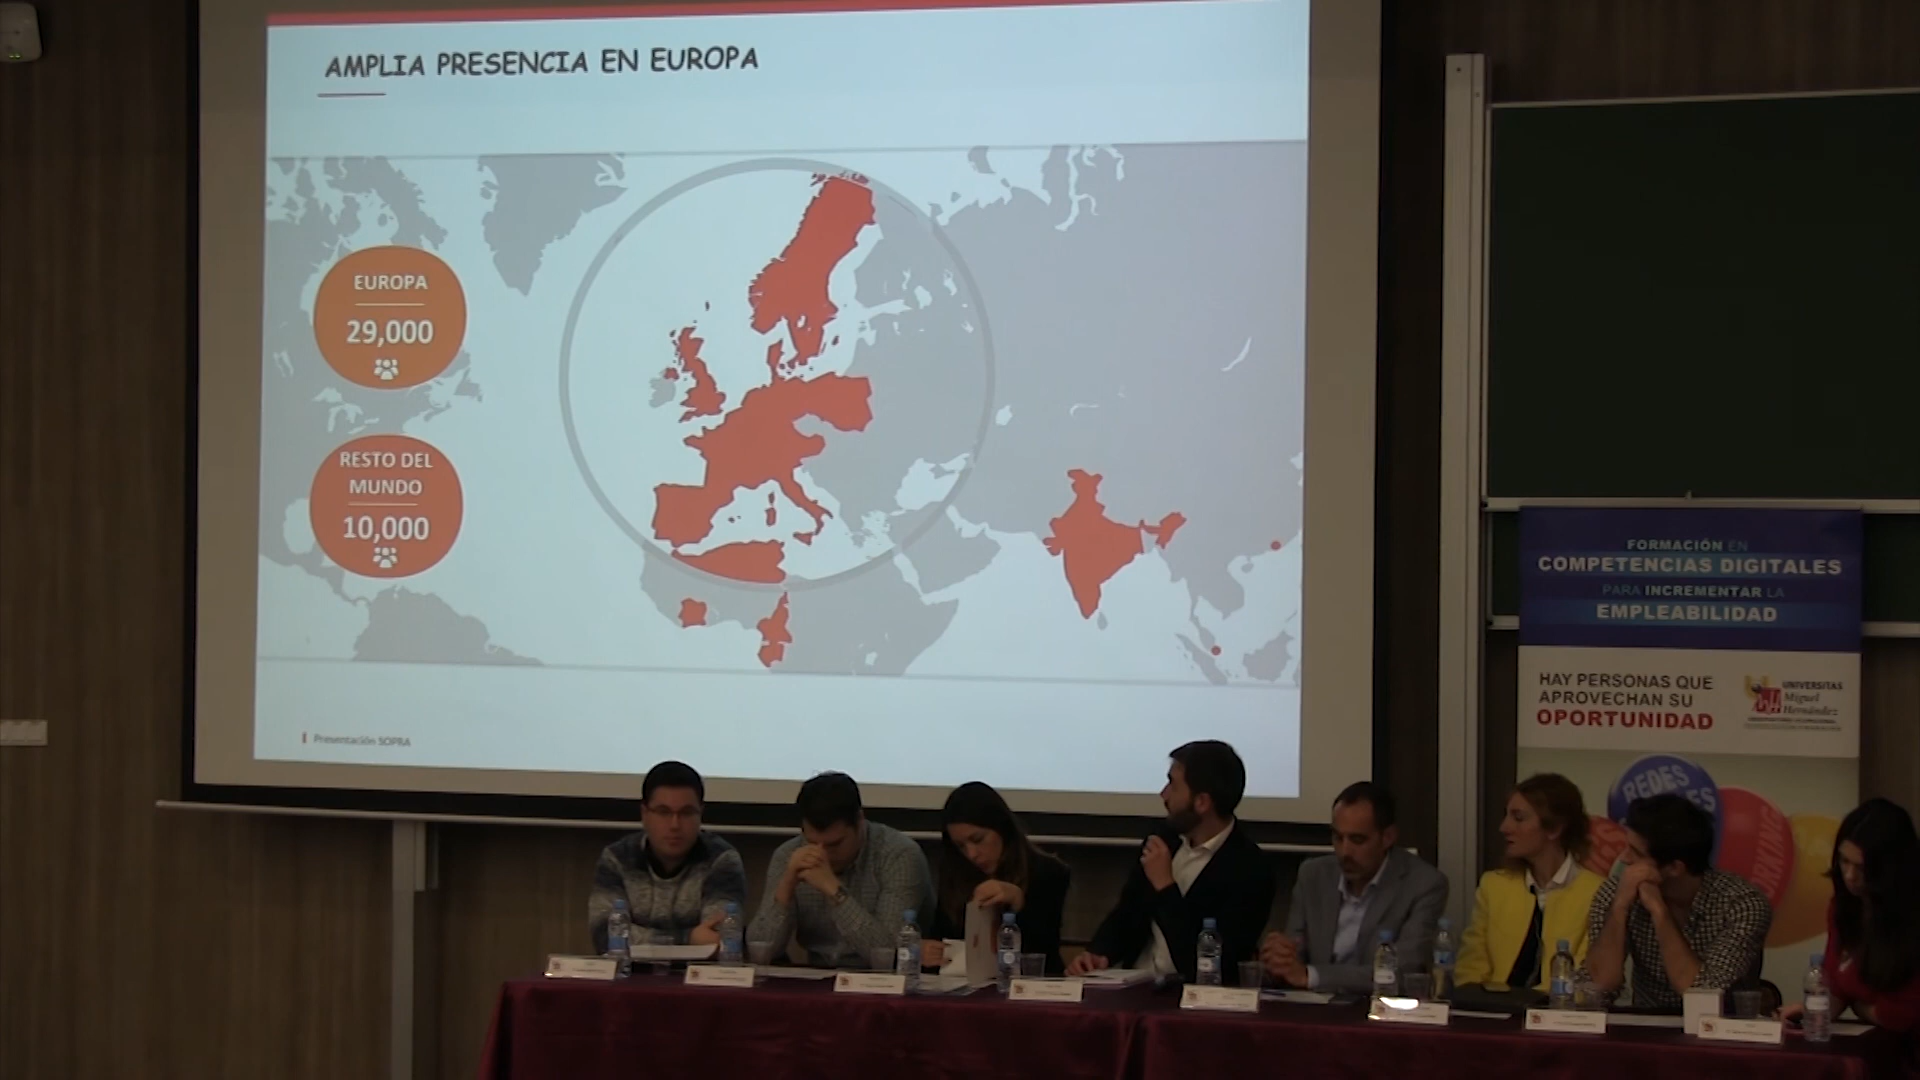 AMPLIA PRESENCIA EN EUROPA
EUROPA
29,000
RESTO DEL
MUNDO
10,000
Presentación SOPRA
FORMACIÓN EN
COMPETENCIAS DIGITALES
PARA INCREMENTAR LA
EMPLEABILIDAD
HAY PERSONAS QUE
APROVECHAN SU
OPORTUNIDAD
UNIVERSITAS
Miguel
Hernández
REDES